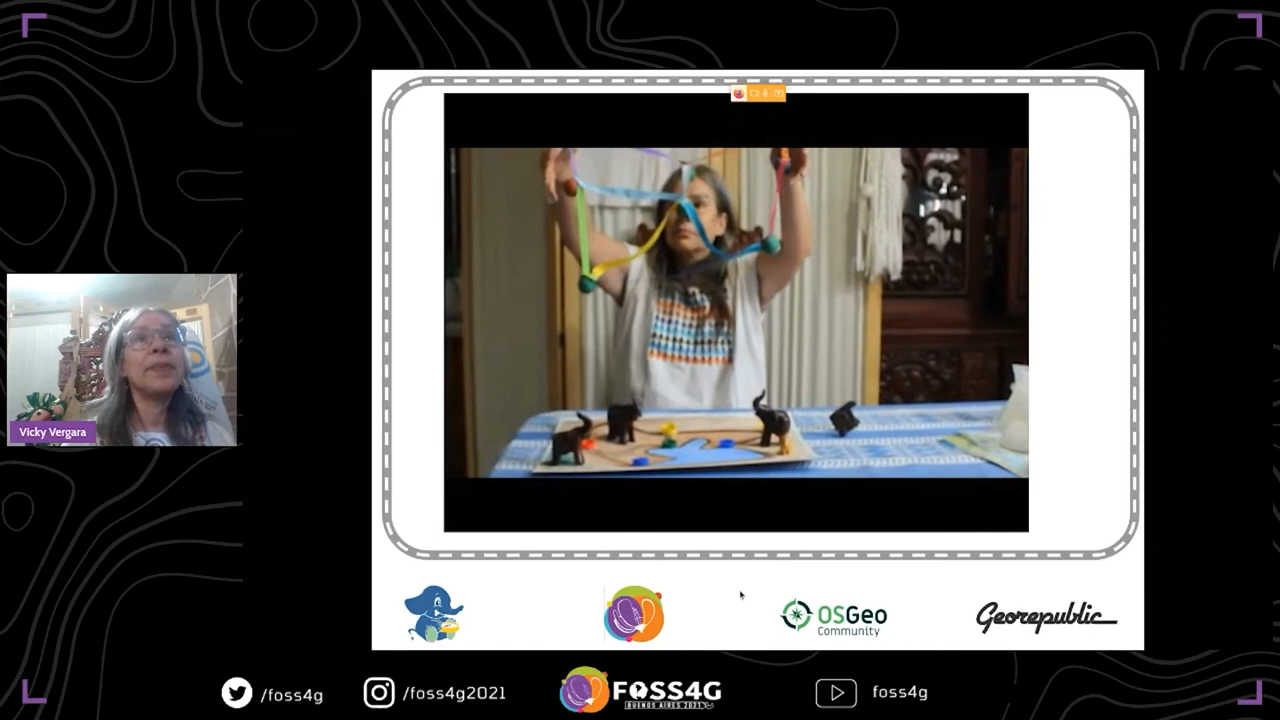 Vicky Vergara
OSGeo
Community
Georepublic
/foss4g
/foss4g2021
FOSS4G
BUENOS AIRES 2021
foss4g